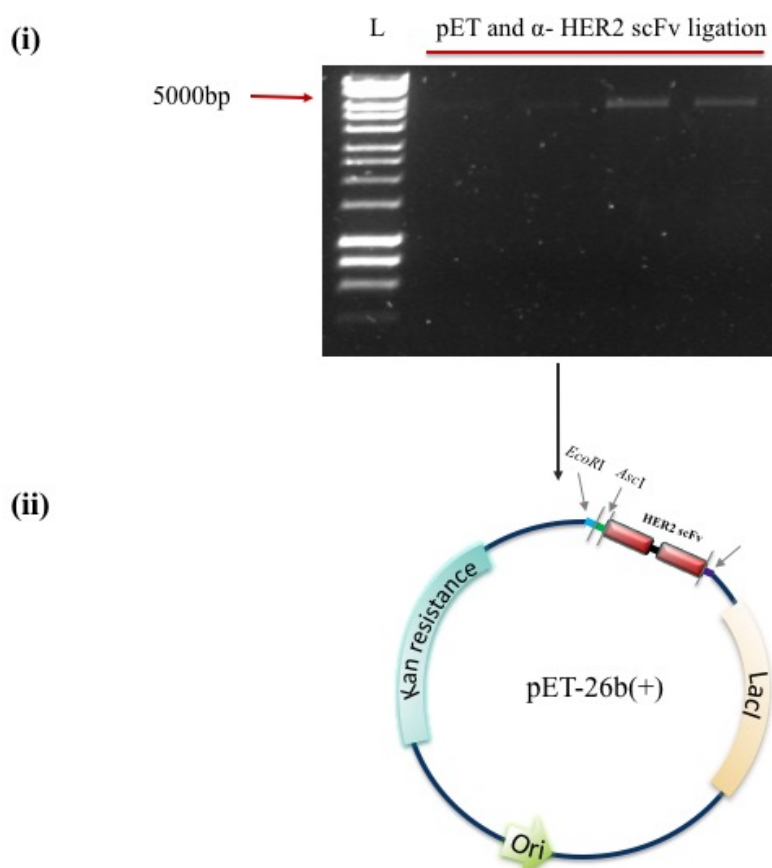 (i)
L
pET and α- HER2 scFv ligation
5000bp
(ii)
EcoRI
AscI
HER2 scFv
Kan resistance
LacI
pET-26b(+)
Ori